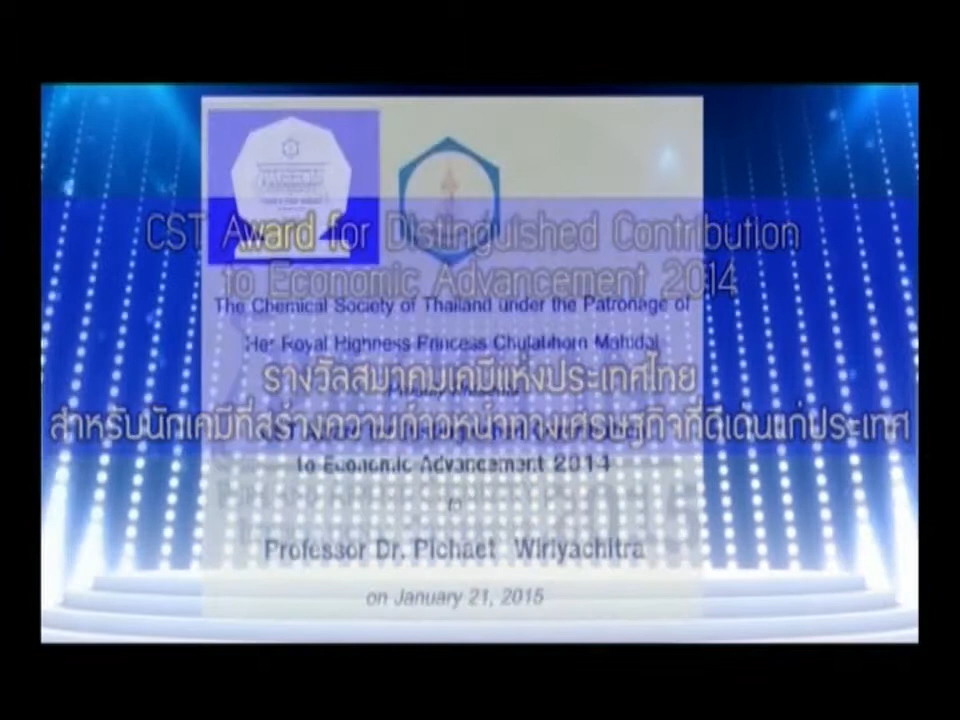 CST Award for Distinguished Contribution
to Economic Advancement 2014
The Chemical Society of Thailand under the Patronage of
Her Royal Highness Princess Chulabhorn Mahidol
รางวัลสมาคมเคมีแห่งประเทศไทย
สำหรับนักเคมีที่สร้างความก้าวหน้าทางเศรษฐกิจที่ดีเด่นแก่ประเทศ
to Economic Advancement 2014
to
Professor Dr. Pichaet Wiriyachitra
on January 21, 2015